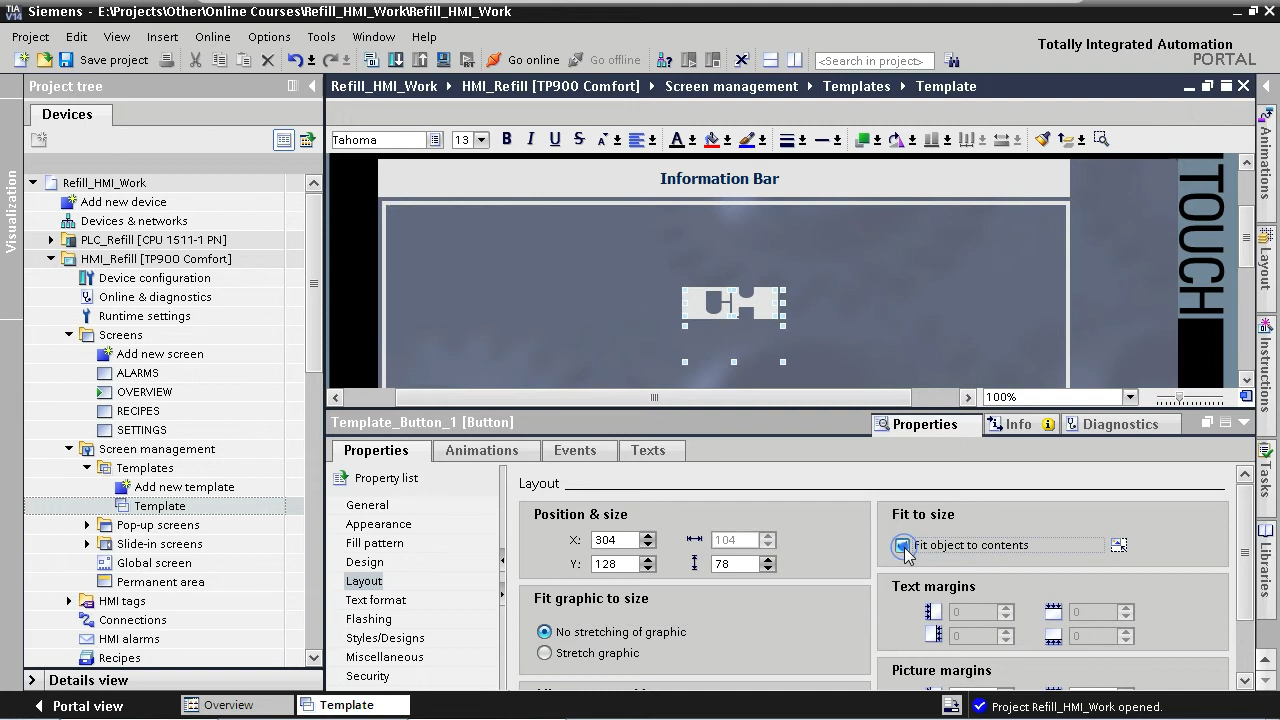 TIA
V14
Siemens - E:\Projects\Other\Online Courses\Refill_HMI_Work\Refill_HMI_Work
Project Edit View Insert Online Options Tools Window Help
Totally Integrated Automation
PORTAL
Save project
Go online
Go offline
<Search in project>
Project tree
Refill_HMI_Work
HMI_Refill [TP900 Comfort]
Screen management
Templates
Template
Devices
Tahoma
13
Visualization
Refill_HMI_Work
Add new device
Devices & networks
PLC_Refill [CPU 1511-1 PN]
HMI_Refill [TP900 Comfort]
Device configuration
Online & diagnostics
Runtime settings
Screens
Add new screen
ALARMS
OVERVIEW
RECIPES
SETTINGS
Screen management
Templates
Add new template
Template
Pop-up screens
Slide-in screens
Global screen
Permanent area
HMI tags
Connections
HMI alarms
Recipes
Details view
Information Bar
TOUCH
100%
Animations
Layout
Instructions
Tasks
Libraries
Template_Button_1 [Button]
Properties
Info
Diagnostics
Properties
Animations
Events
Texts
Property list
General
Appearance
Fill pattern
Design
Layout
Text format
Flashing
Styles/Designs
Miscellaneous
Security
Layout
Position & size
X: 304
104
Y: 128
78
Fit graphic to size
No stretching of graphic
Stretch graphic
Fit to size
Fit object to contents
Text margins
0
0
0
0
Picture margins
Portal view
Overview
Template
Project Refill_HMI_Work opened.